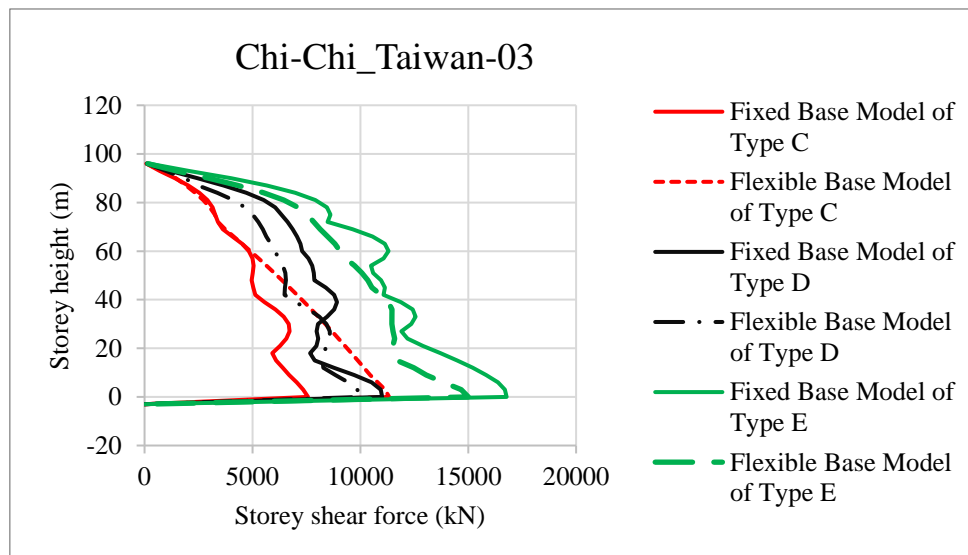 Chi-Chi_Taiwan-03
120
100
80
60
40
20
0
-20
0
5000
10000
15000
20000
Storey height (m)
Storey shear force (kN)
Fixed Base Model of
Type C
Flexible Base Model
of Type C
Fixed Base Model of
Type D
Flexible Base Model
of Type D
Fixed Base Model of
Type E
Flexible Base Model
of Type E